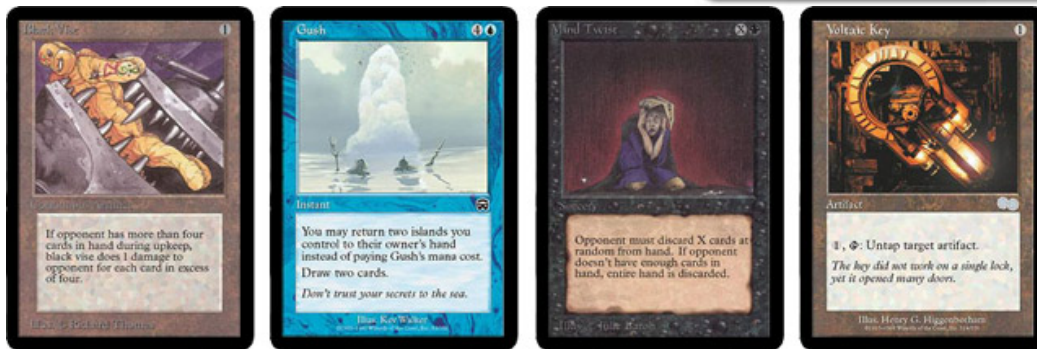 Black Vise 1
If opponent has more than four
cards in hand during upkeep,
black vise does 1 damage to
opponent for each card in excess
of four.
Illus. © Richard Thomas
Gush 4
Instant
You may return two islands you
control to their owner's hand
instead of paying Gush's mana cost.
Draw two cards.
Don't trust your secrets to the sea.
Illus. Kev Walker
Mind Twist X
Sorcery
Opponent must discard X cards at
random from hand. If opponent
doesn't have enough cards in
hand, entire hand is discarded.
Illus. Julie Baroh
Voltaic Key 1
Artifact
1, : Untap target artifact.
The key did not work on a single lock,
yet it opened many doors.
Illus. Henry G. Higgenbotham